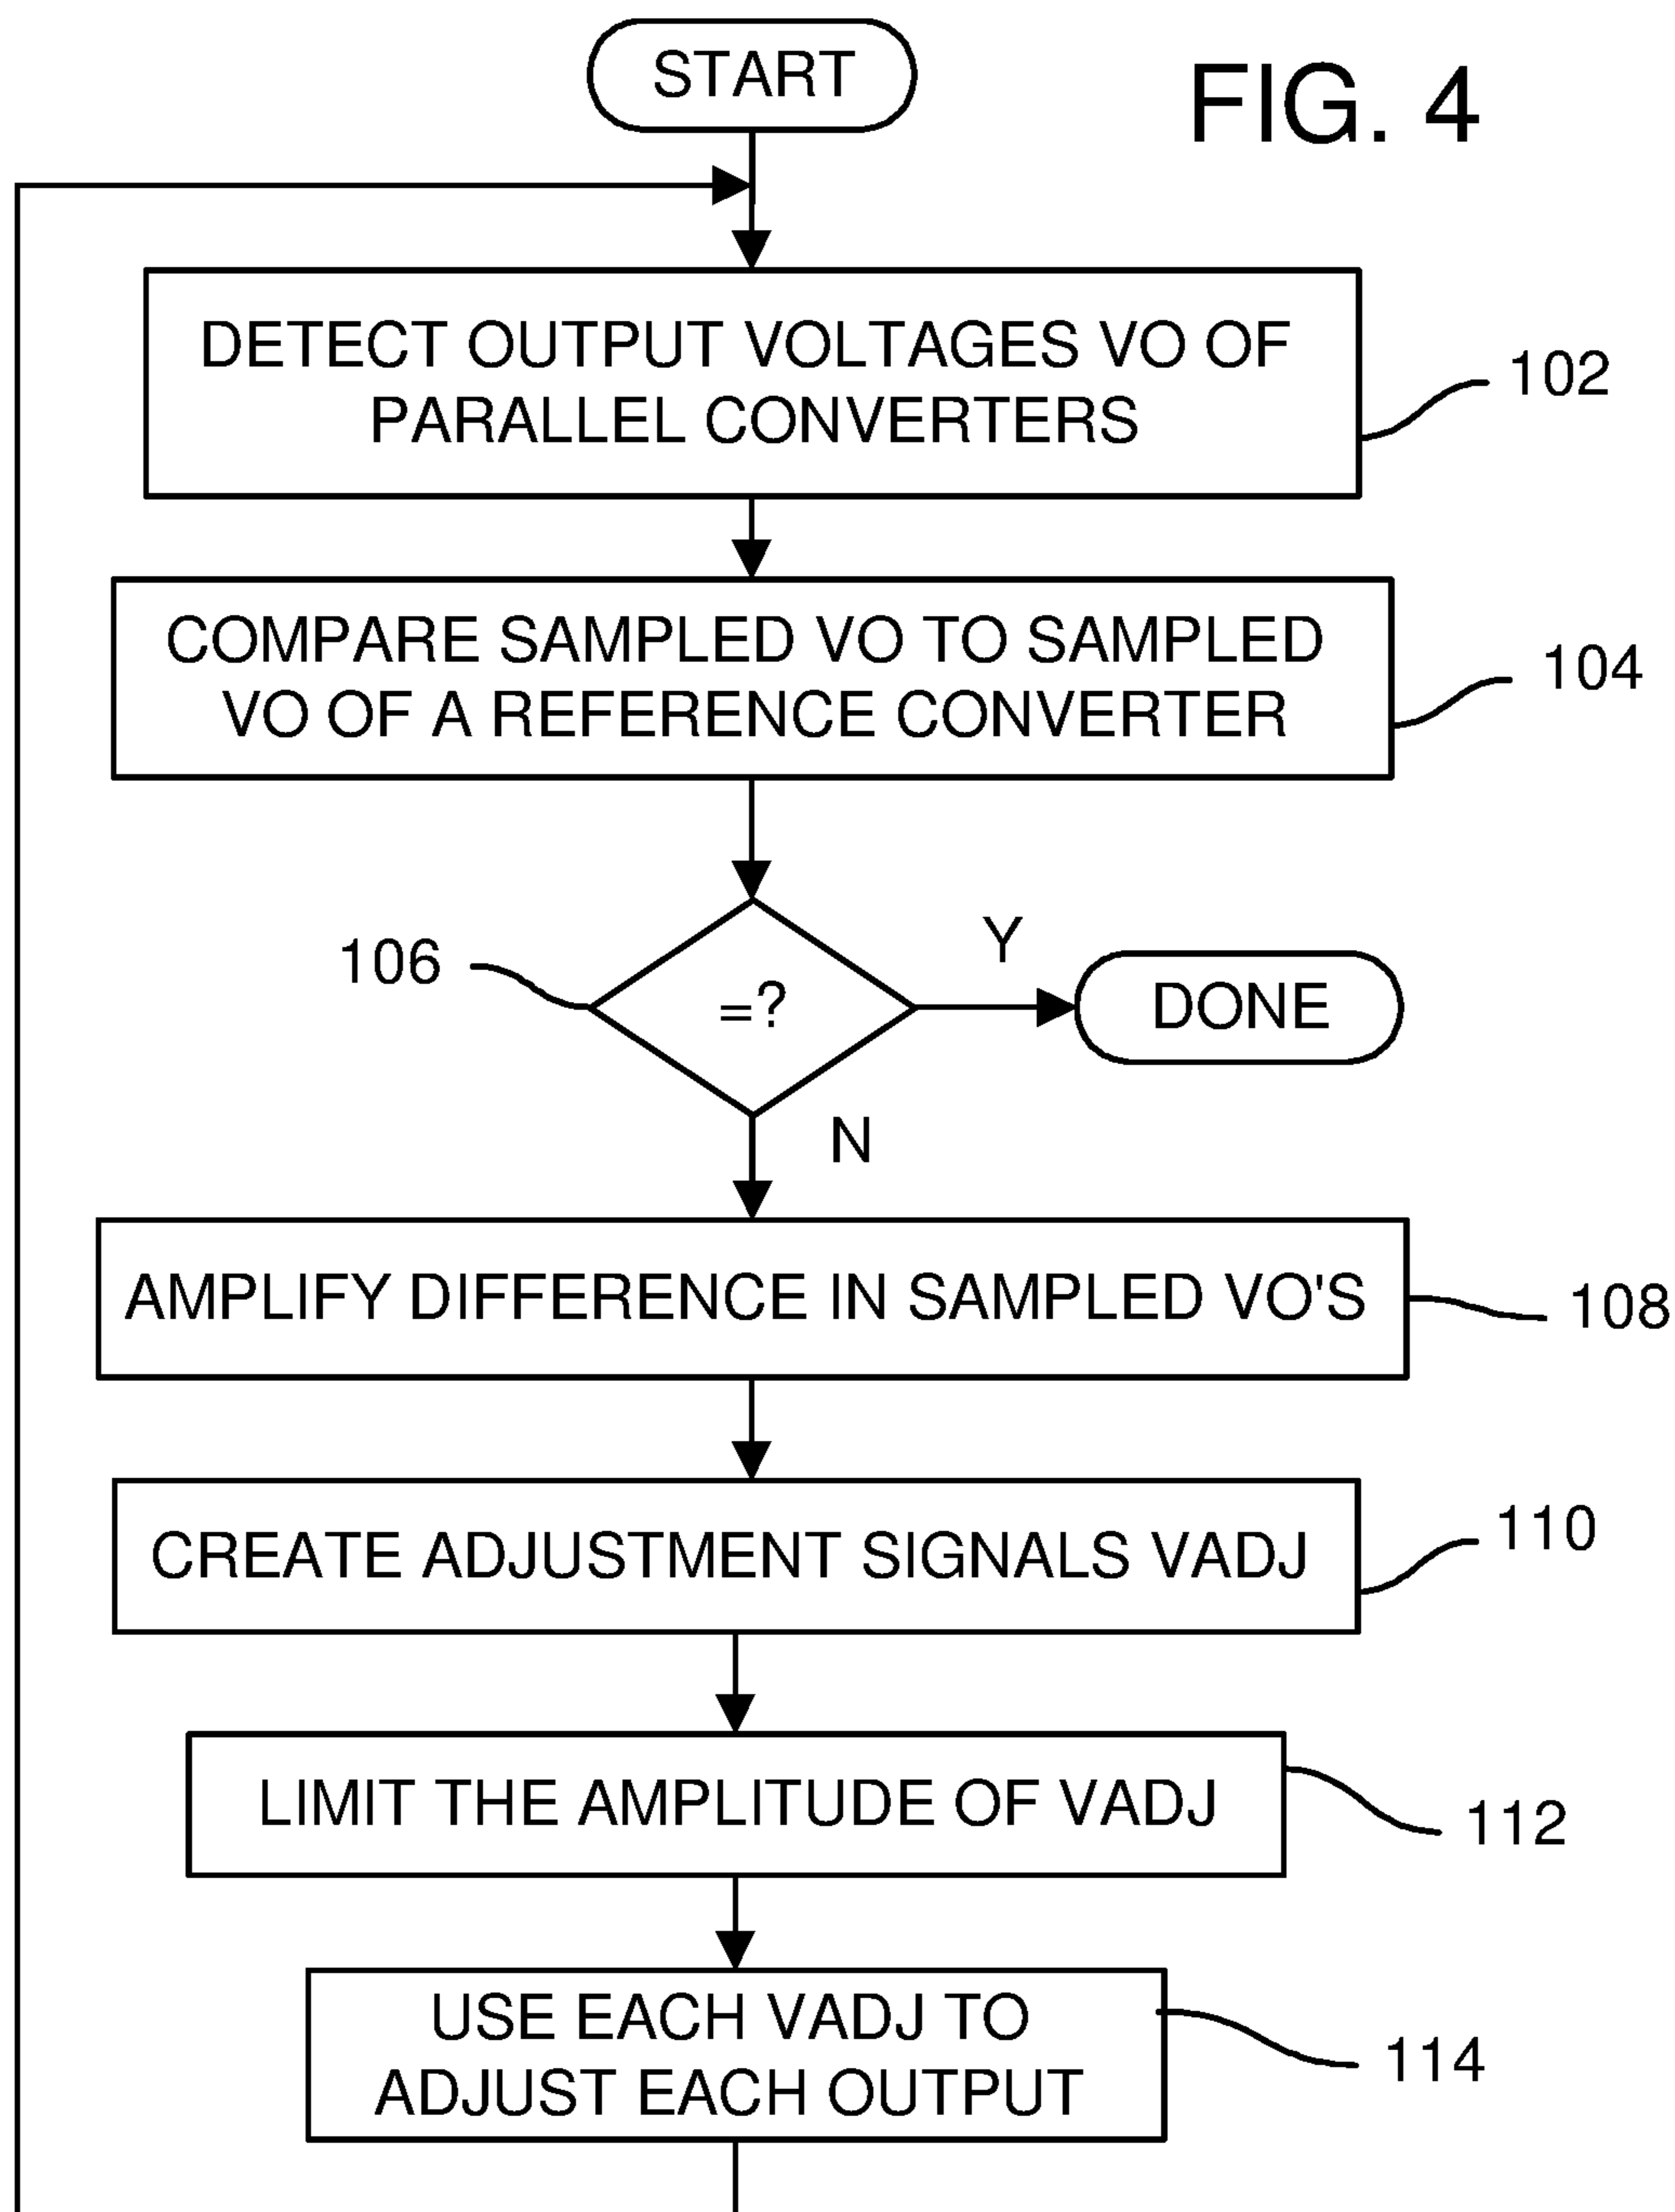 START
FIG. 4
DETECT OUTPUT VOLTAGES VO OF
PARALLEL CONVERTERS
102
COMPARE SAMPLED VO TO SAMPLED
VO OF A REFERENCE CONVERTER
104
106
=?
Y
DONE
N
AMPLIFY DIFFERENCE IN SAMPLED VO'S
108
CREATE ADJUSTMENT SIGNALS VADJ
110
LIMIT THE AMPLITUDE OF VADJ
112
USE EACH VADJ TO
ADJUST EACH OUTPUT
114